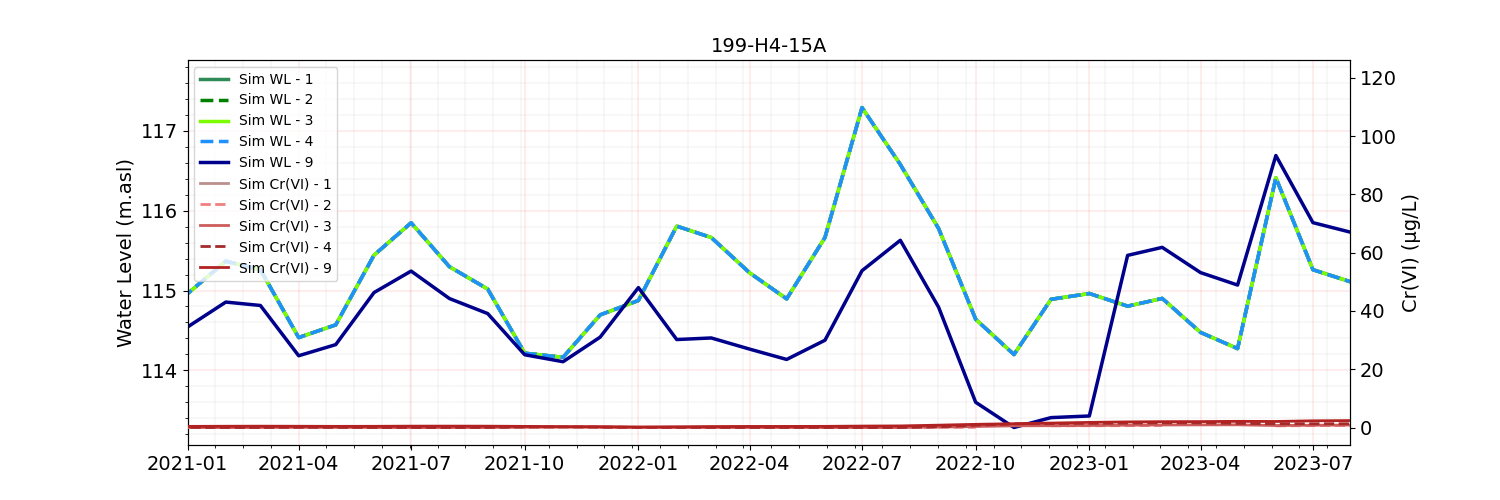 199-H4-15A
Sim WL - 1
Sim WL - 2
Sim WL - 3
Sim WL - 4
Sim WL - 9
Sim Cr(VI) - 1
Sim Cr(VI) - 2
Sim Cr(VI) - 3
Sim Cr(VI) - 4
Sim Cr(VI) - 9
Water Level (m.asl)
117
116
115
114
120
100
80
60
40
20
0
Cr(VI) (μg/L)
2021-01 2021-04 2021-07 2021-10 2022-01 2022-04 2022-07 2022-10 2023-01 2023-04 2023-07